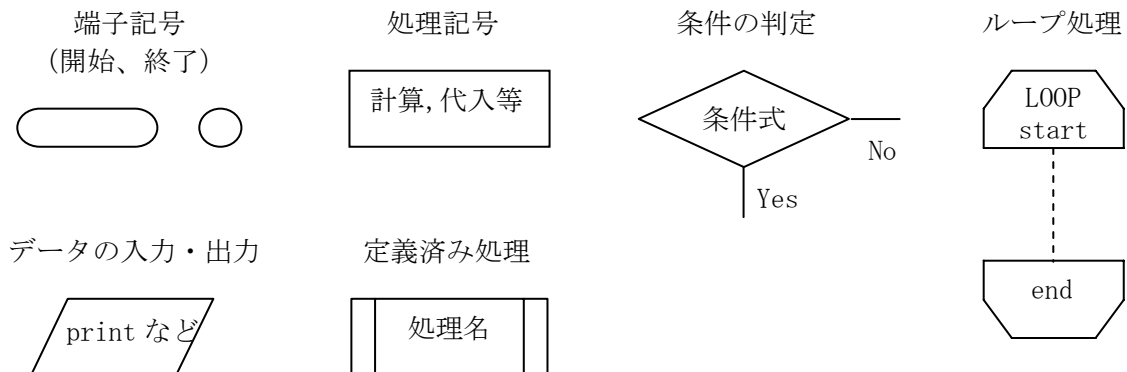 端子記号
(開始、終了)
処理記号
計算,代入等
条件の判定
条件式
No
Yes
ループ処理
LOOP
start
end
データの入力・出力
print など
定義済み処理
処理名